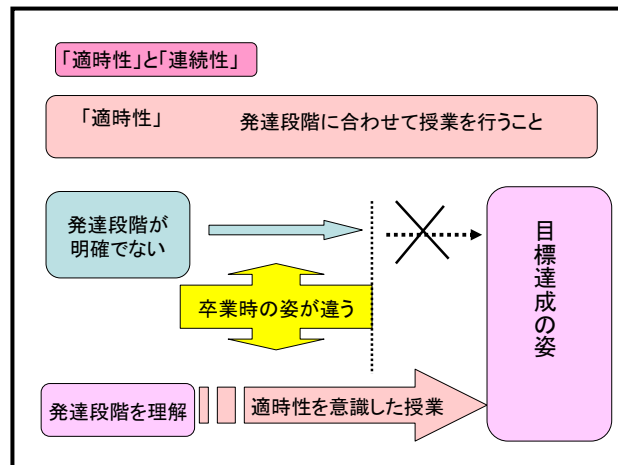 「適時性」と「連続性」
「適時性」 発達段階に合わせて授業を行うこと
発達段階が
明確でない
卒業時の姿が違う
目標達成の姿
発達段階を理解
適時性を意識した授業